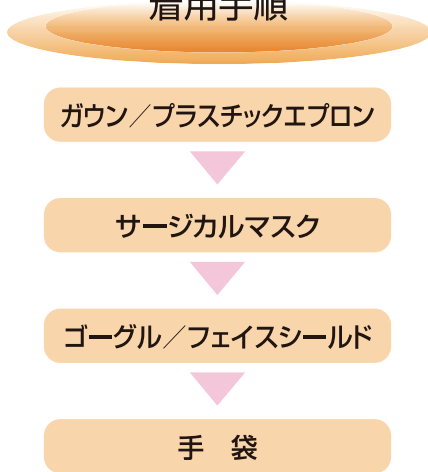 着用手順
ガウン／プラスチックエプロン
サージカルマスク
ゴーグル／フェイスシールド
手　袋